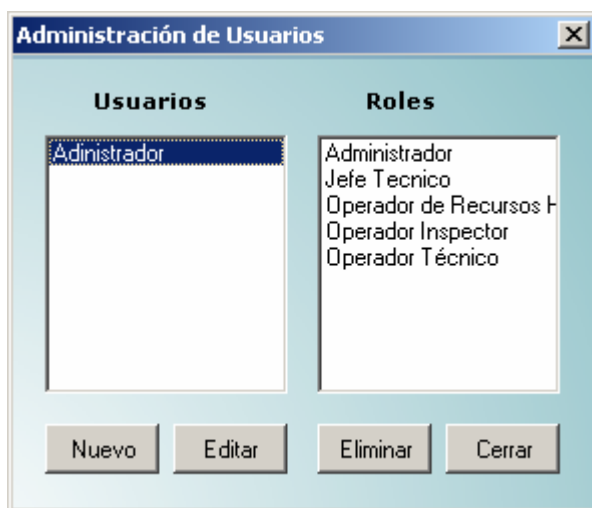 Administración de Usuarios
Usuarios
Roles
Adinistrador
Administrador
Jefe Tecnico
Operador de Recursos H
Operador Inspector
Operador Técnico
Nuevo
Editar
Eliminar
Cerrar